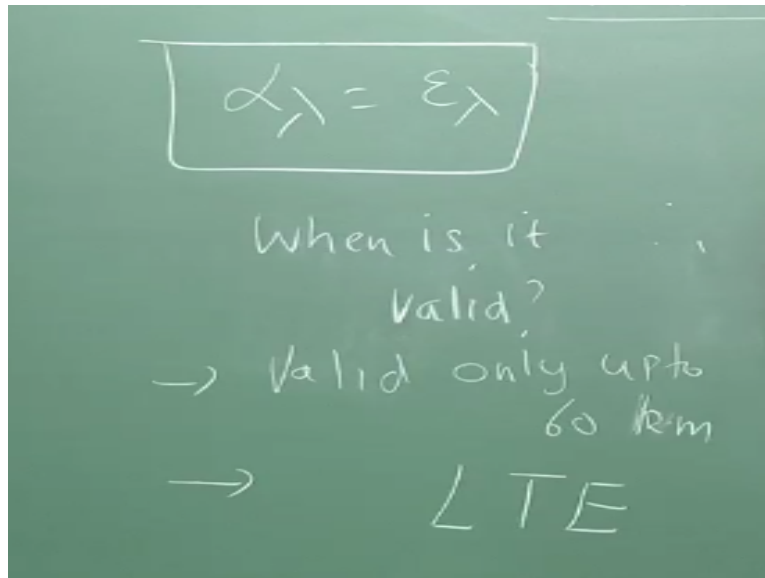 αλ = ελ
When is it
valid?
→ Valid only upto
60 km
→ LTE